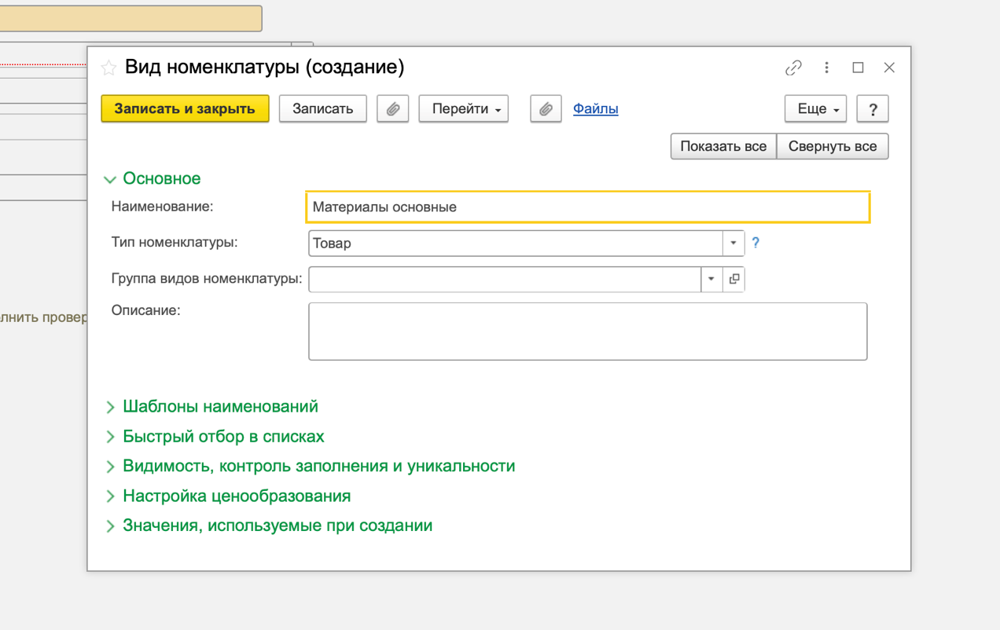 Вид номенклатуры (создание)
Записать и закрыть Записать Перейти Файлы Еще ?
Показать все Свернуть все
Основное
Наименование: Материалы основные
Тип номенклатуры: Товар ?
Группа видов номенклатуры:
Описание:
лнить провер
Шаблоны наименований
Быстрый отбор в списках
Видимость, контроль заполнения и уникальности
Настройка ценообразования
Значения, используемые при создании